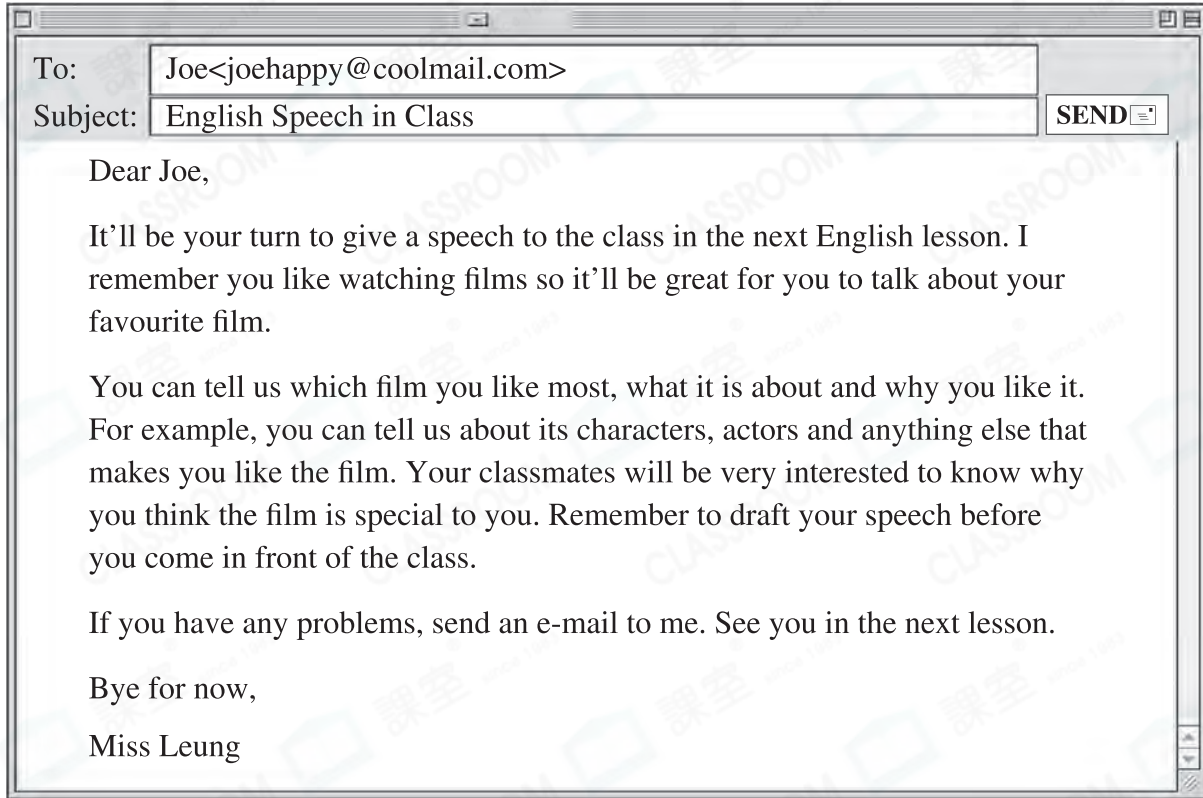 To: Joe<joehappy@coolmail.com>
Subject: English Speech in Class
SEND
Dear Joe,
It'll be your turn to give a speech to the class in the next English lesson. I
remember you like watching films so it'll be great for you to talk about your
favourite film.
You can tell us which film you like most, what it is about and why you like it.
For example, you can tell us about its characters, actors and anything else that
makes you like the film. Your classmates will be very interested to know why
you think the film is special to you. Remember to draft your speech before
you come in front of the class.
If you have any problems, send an e-mail to me. See you in the next lesson.
Bye for now,
Miss Leung
課室 since 1983
CLASSROOM